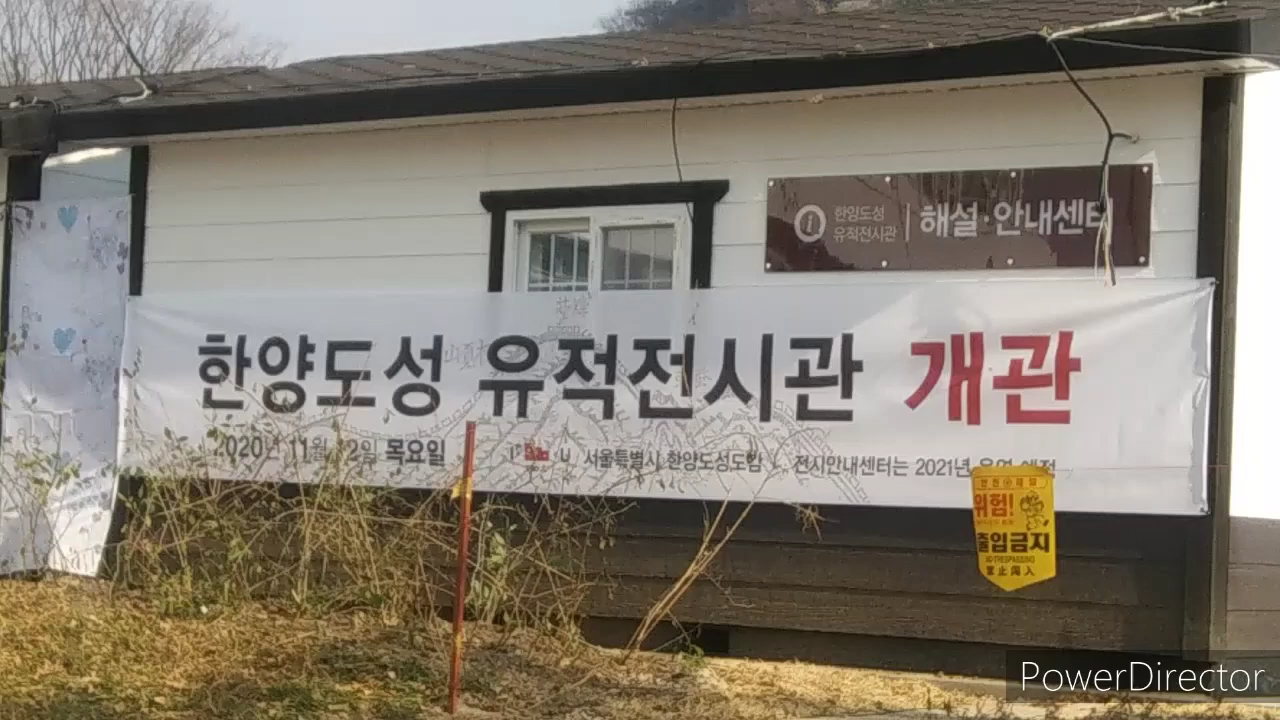 한양도성
유적전시관
해설·안내센터
한양도성 유적전시관 개관
2020년 11월 12일 목요일
서울특별시 한양도성도감
전시안내센터는 2021년 운영 예정
위험!
출입금지
NO TRESPASSING
禁止闯入
PowerDirector